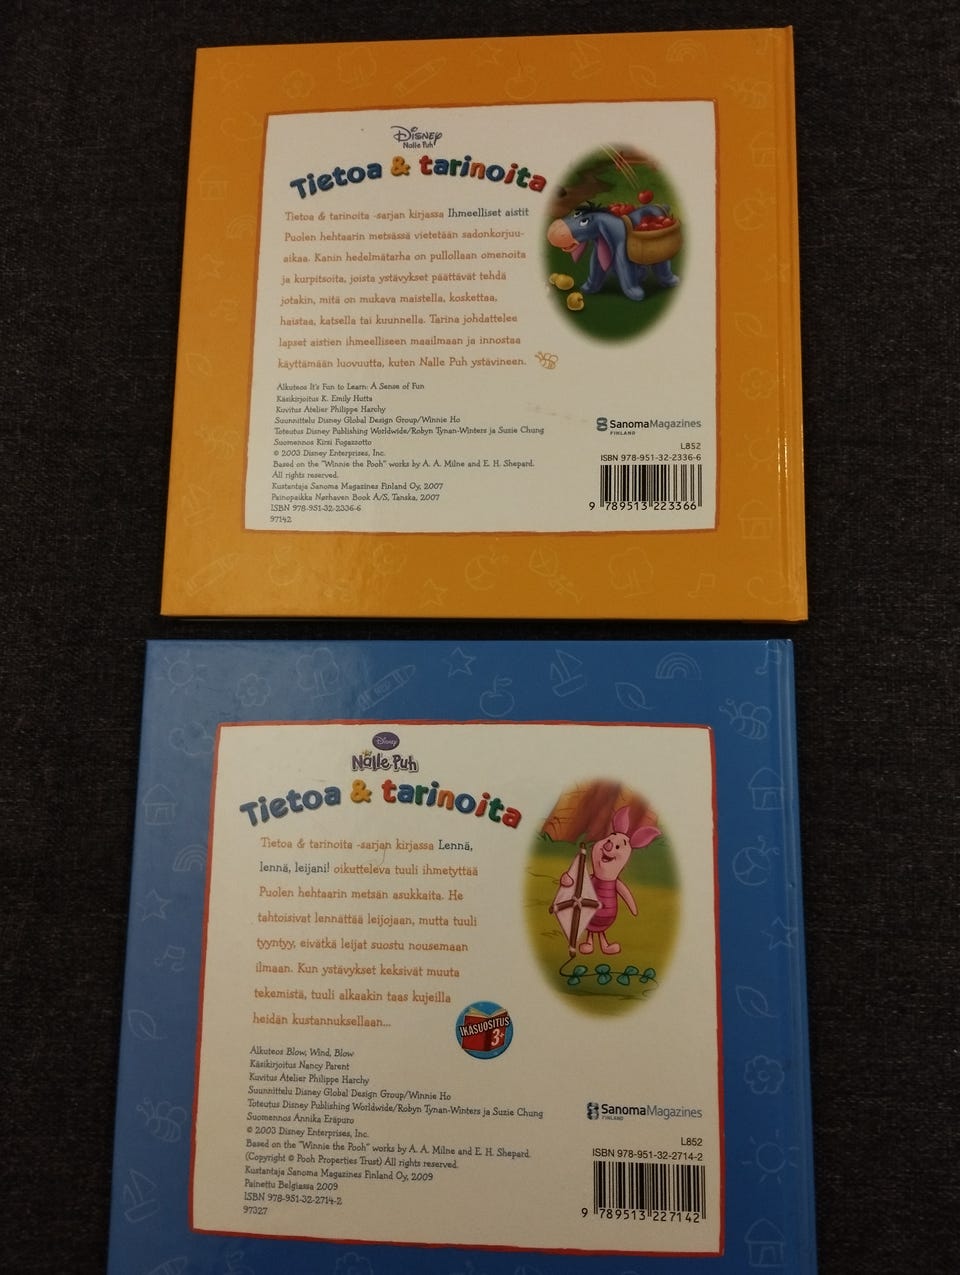 Disney
Nalle Puh
Tietoa & tarinoita
Tietoa & tarinoita -sarjan kirjassa Ihmeelliset aistit
Puolen hehtaarin metsässä vietetään sadonkorjuu-
aikaa. Kanin hedelmätarha on pullollaan omenoita
ja kurpitsoita, joista ystävykset päättävät tehdä
jotakin, mitä on mukava maistella, koskettaa,
haistaa, katsella tai kuunnella. Tarina johdattelee
lapset aistien ihmeelliseen maailmaan ja innostaa
käyttämään luovuutta, kuten Nalle Puh ystävineen.
Alkuteos It's Fun to Learn: A Sense of Fun
Käsikirjoitus K. Emily Hutta
Kuvitus Atelier Philippe Harchy
Suunnittelu Disney Global Design Group/Winnie Ho
Toteutus Disney Publishing Worldwide/Robyn Tynan-Winters ja Suzie Chung
Suomennos Kirsi Fugazzotto
© 2003 Disney Enterprises, Inc.
Based on the "Winnie the Pooh" works by A. A. Milne and E. H. Shepard.
All rights reserved.
Kustantaja Sanoma Magazines Finland Oy, 2007
Painopaikka Nørhaven Book A/S, Tanska, 2007
ISBN 978-951-32-2336-6
97142
SanomaMagazines
FINLAND
L852
ISBN 978-951-32-2336-6
9 789513 223366
Disney
Nalle Puh
Tietoa & tarinoita
Tietoa & tarinoita -sarjan kirjassa Lennä,
lennä, leijani! oikutteleva tuuli ihmetyttää
Puolen hehtaarin metsän asukkaita. He
tahtoisivat lennättää leijojaan, mutta tuuli
tyyntyy, eivätkä leijat suostu nousemaan
ilmaan. Kun ystävykset keksivät muuta
tekemistä, tuuli alkaakin taas kujeilla
heidän kustannuksellaan...
IKÄSUOSITUS
3+
Alkuteos Blow, Wind, Blow
Käsikirjoitus Nancy Parent
Kuvitus Atelier Philippe Harchy
Suunnittelu Disney Global Design Group/Winnie Ho
Toteutus Disney Publishing Worldwide/Robyn Tynan-Winters ja Suzie Chung
Suomennos Annika Eräpuro
© 2003 Disney Enterprises, Inc.
Based on the "Winnie the Pooh" works by A. A. Milne and E. H. Shepard.
(Copyright © Pooh Properties Trust) All rights reserved.
Kustantaja Sanoma Magazines Finland Oy, 2009
Painettu Belgiassa 2009
ISBN 978-951-32-2714-2
97327
SanomaMagazines
FINLAND
L852
ISBN 978-951-32-2714-2
9 789513 227142